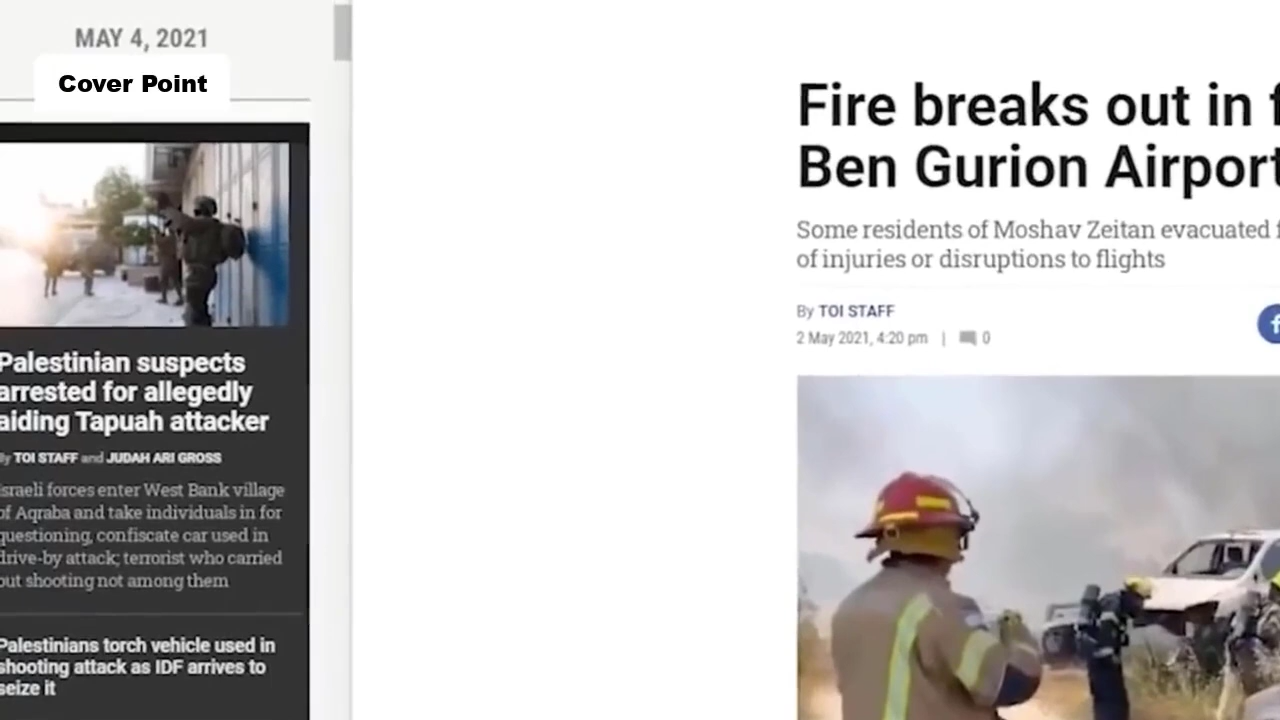 MAY 4, 2021
Cover Point
Palestinian suspects
arrested for allegedly
aiding Tapuah attacker
By TOI STAFF and JUDAH ARI GROSS
Israeli forces enter West Bank village
of Aqraba and take individuals in for
questioning, confiscate car used in
drive-by attack; terrorist who carried
out shooting not among them
Palestinians torch vehicle used in
shooting attack as IDF arrives to
seize it
Fire breaks out in f
Ben Gurion Airport
Some residents of Moshav Zeitan evacuated f
of injuries or disruptions to flights
By TOI STAFF
2 May 2021, 4:20 pm | 0